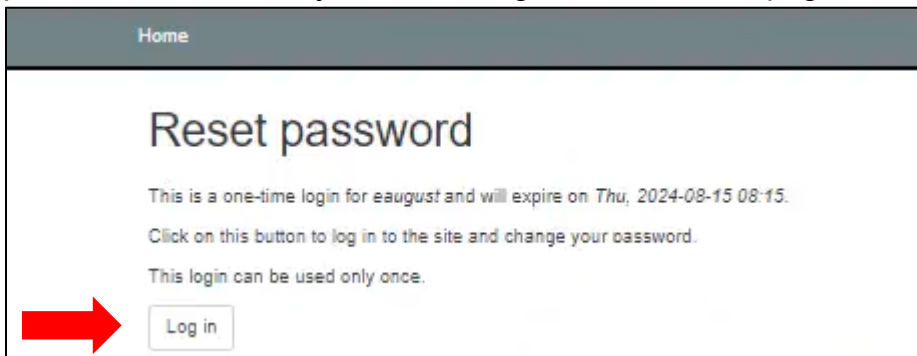 Home
Reset password
This is a one-time login for eaugust and will expire on Thu, 2024-08-15 08:15.
Click on this button to log in to the site and change your password.
This login can be used only once.
Log in